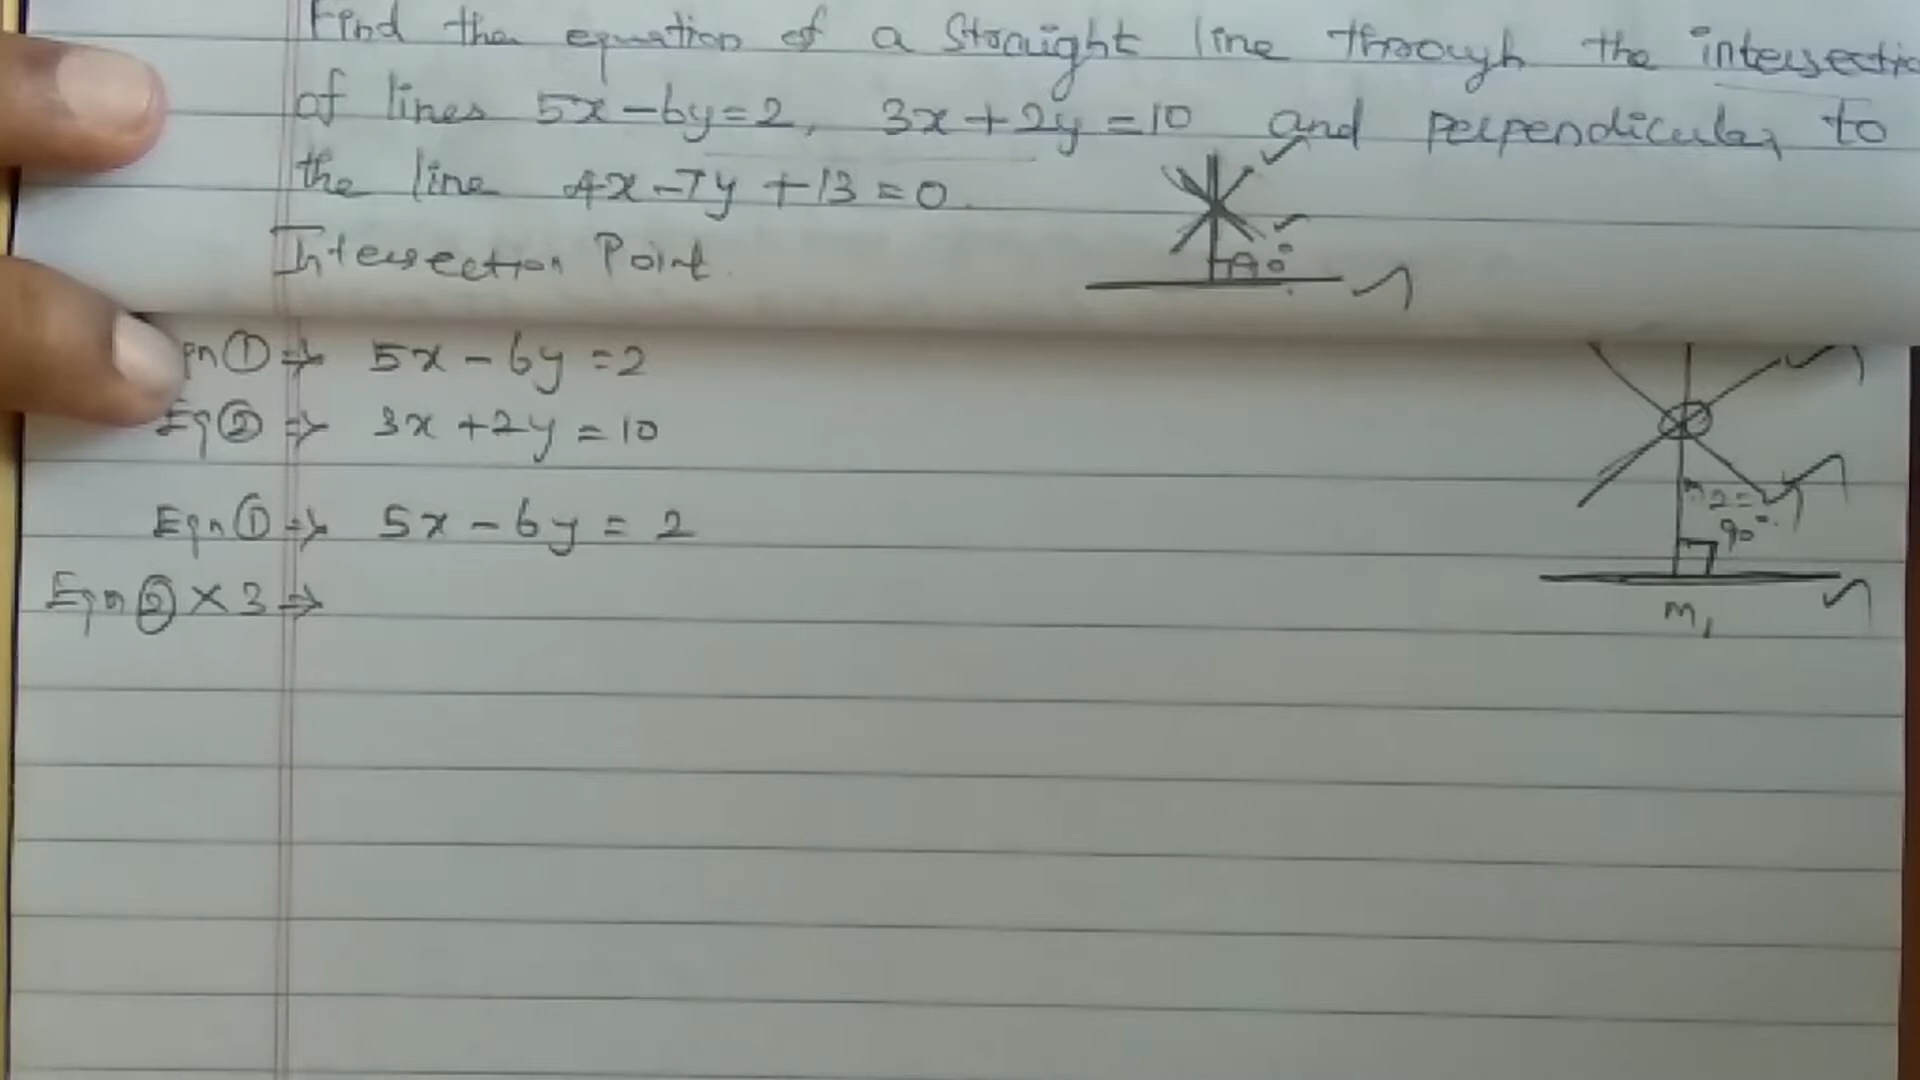 Find the equation of a straight line through the intersectio
of lines 5x-6y=2, 3x+2y=10 and perpendicular to
the line 4x-7y+13=0.
Intersection Point.
90°
qn ① => 5x-6y=2
Eq ② => 3x+2y=10
Eqn ① => 5x-6y=2
Eqn ② x 3 =>
m2=
90°
m1